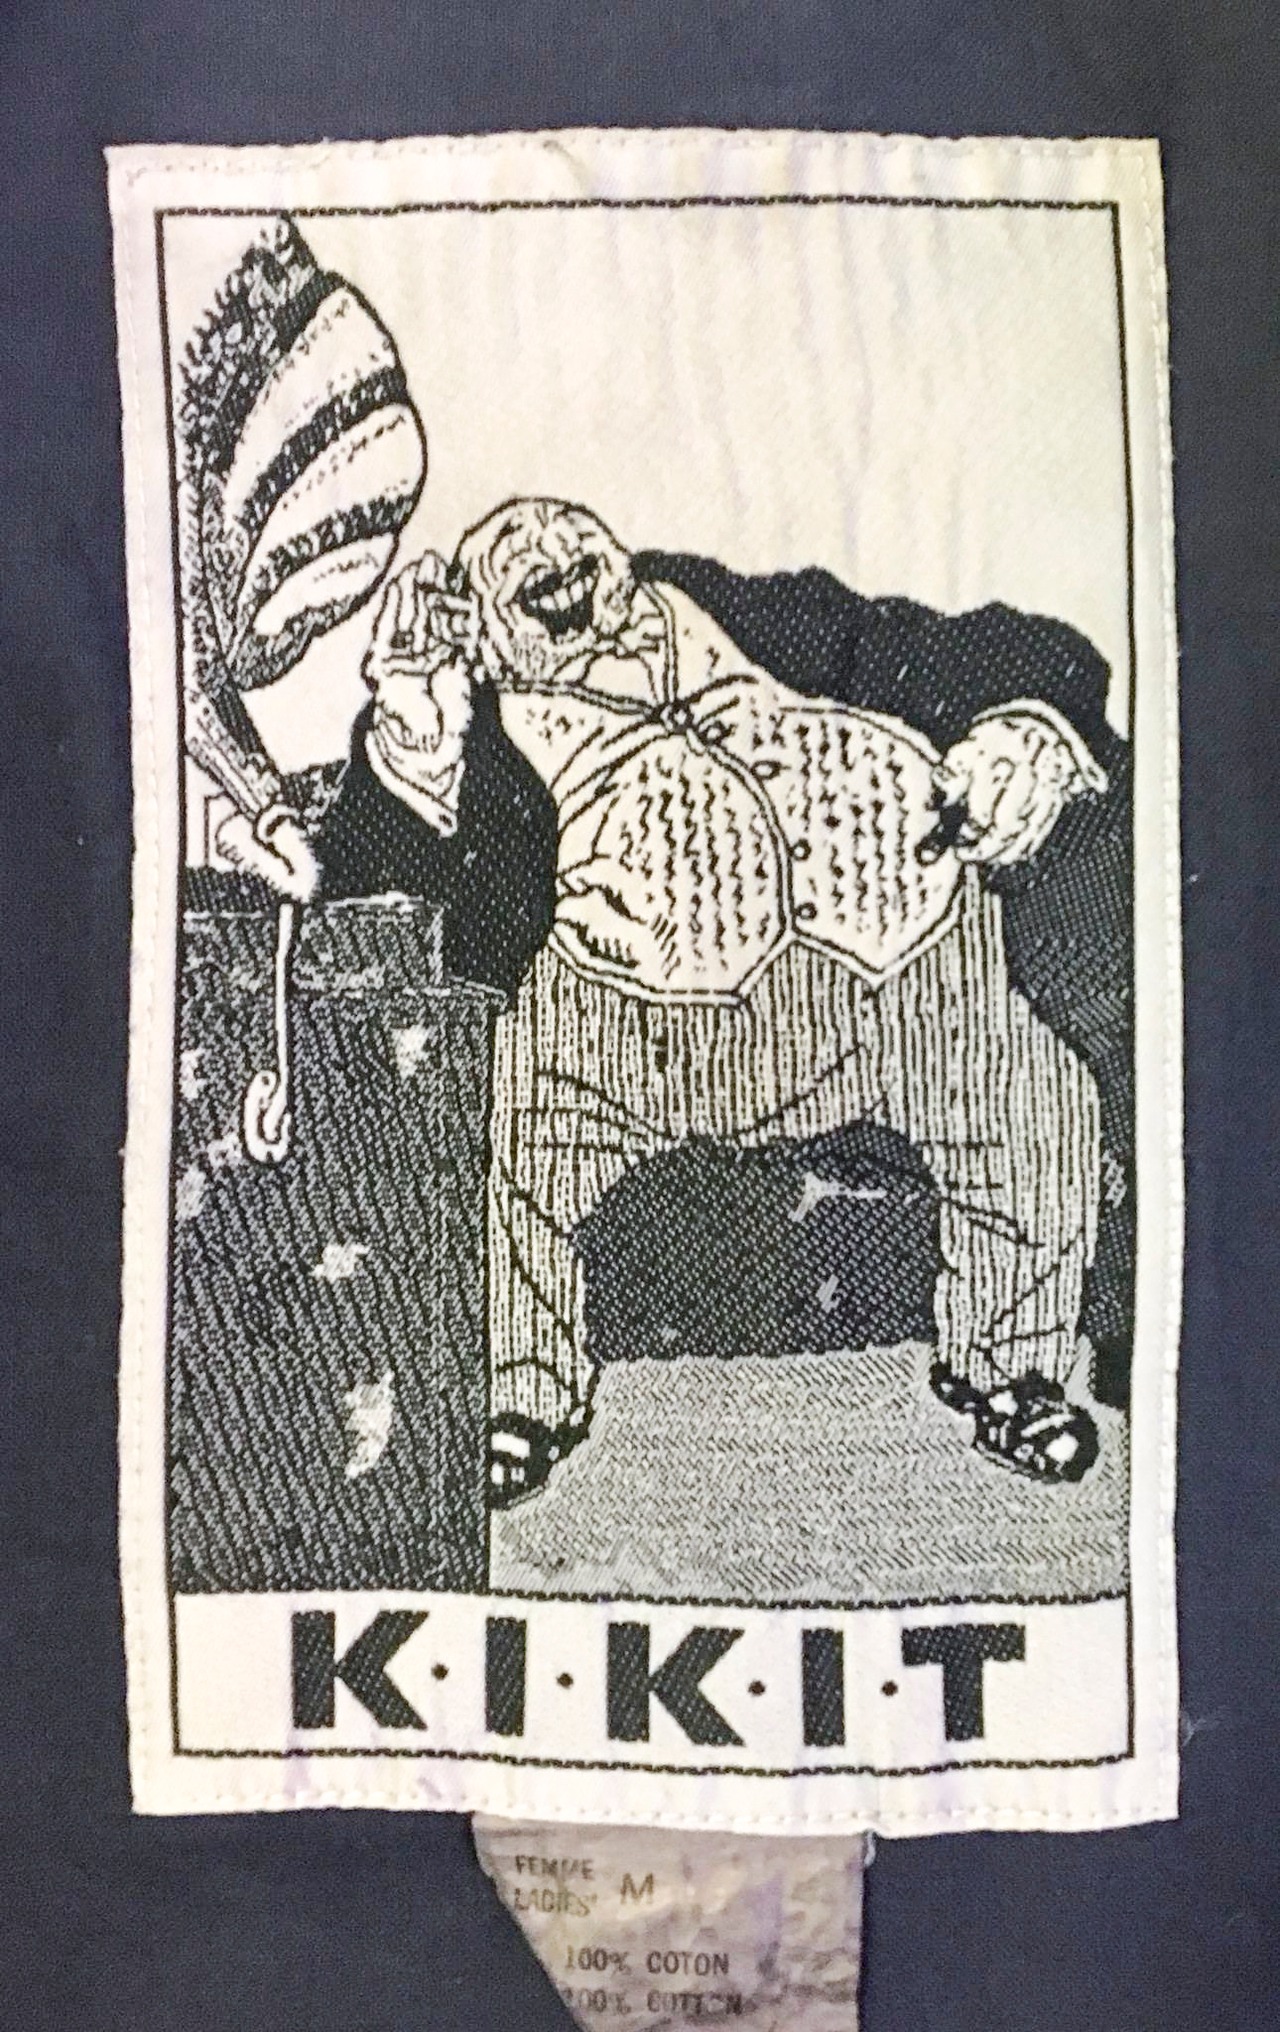 K·I·K·I·T
FEMME
LADIES' M
100% COTON
100% COTTON